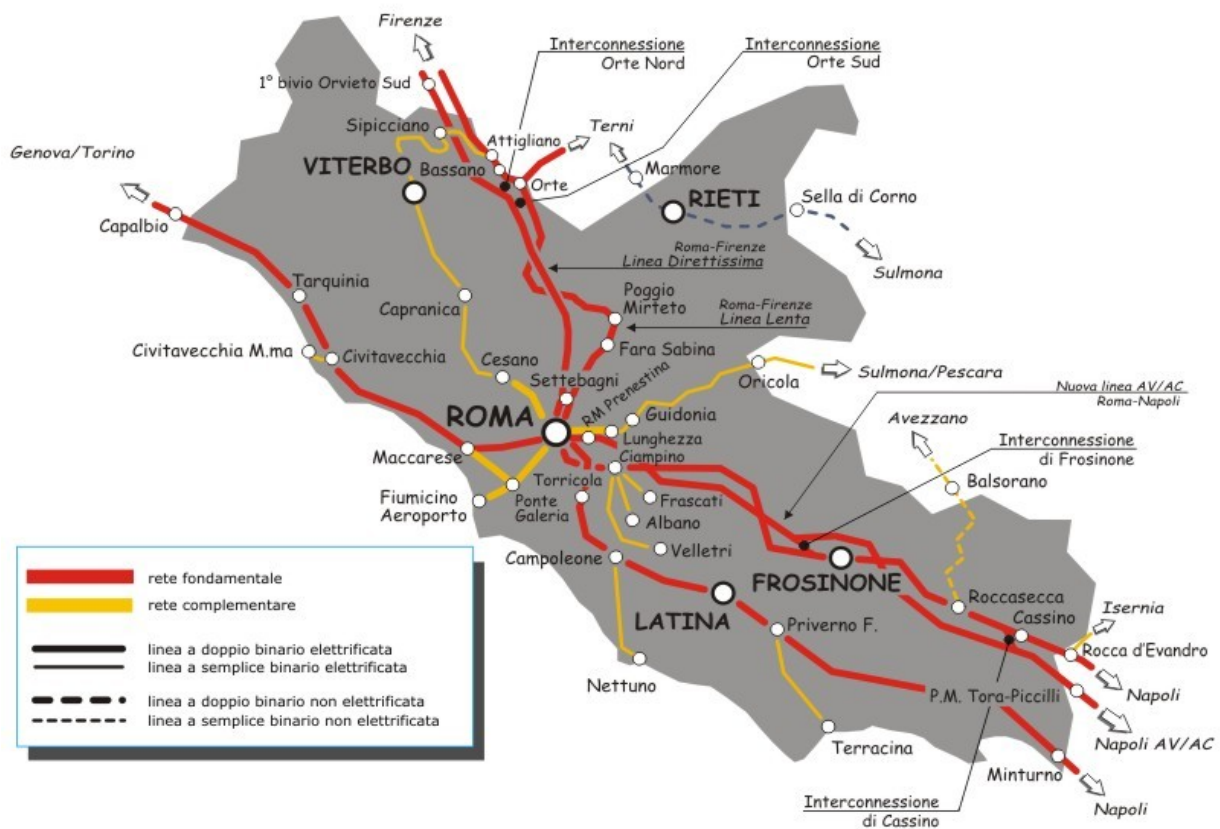 Firenze
Interconnessione
Orte Nord
Interconnessione
Orte Sud
1° bivio Orvieto Sud
Sipicciano
Attigliano
Terni
Genova/Torino
VITERBO
Bassano
Orte
Marmore
RIETI
Sella di Corno
Capalbio
Sulmona
Roma-Firenze
Linea Direttissima
Tarquinia
Capranica
Poggio
Mirteto
Roma-Firenze
Linea Lenta
Civitavecchia M.ma
Civitavecchia
Cesano
Fara Sabina
Settebagni
Oricola
Sulmona/Pescara
RM Prenestina
Nuova linea AV/AC
Roma-Napoli
ROMA
Guidonia
Lunghezza
Avezzano
Interconnessione
di Frosinone
Maccarese
Ciampino
Torricola
Balsorano
Fiumicino
Aeroporto
Ponte
Galeria
Frascati
Albano
Velletri
Campoleone
FROSINONE
LATINA
Roccasecca
Cassino
Isernia
Priverno F.
Rocca d'Evandro
Nettuno
P.M. Tora-Piccilli
Napoli
Terracina
Napoli AV/AC
Minturno
Interconnessione
di Cassino
Napoli
rete fondamentale
rete complementare
linea a doppio binario elettrificata
linea a semplice binario elettrificata
linea a doppio binario non elettrificata
linea a semplice binario non elettrificata